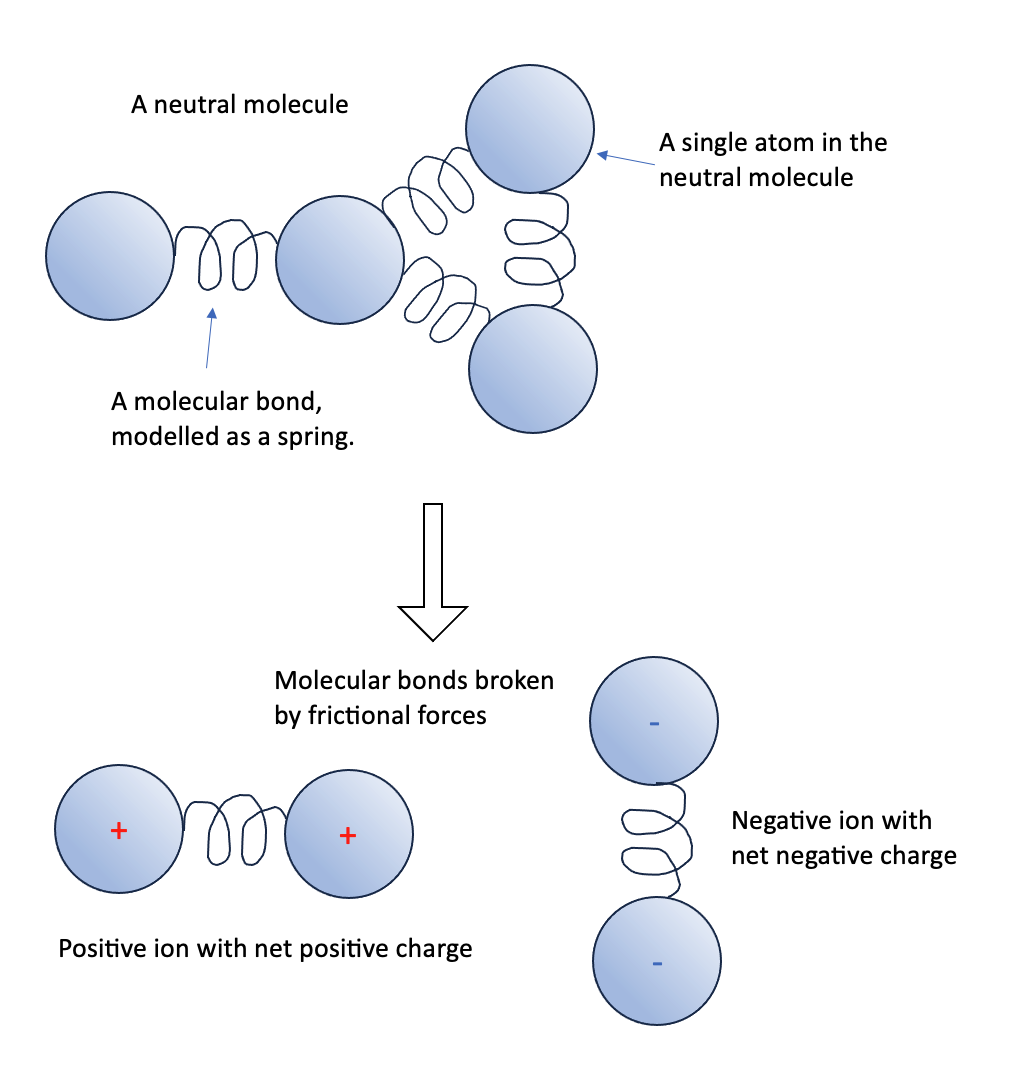 A neutral molecule
A single atom in the
neutral molecule
A molecular bond,
modelled as a spring.
Molecular bonds broken
by frictional forces
-
+
+
Negative ion with
net negative charge
Positive ion with net positive charge
-